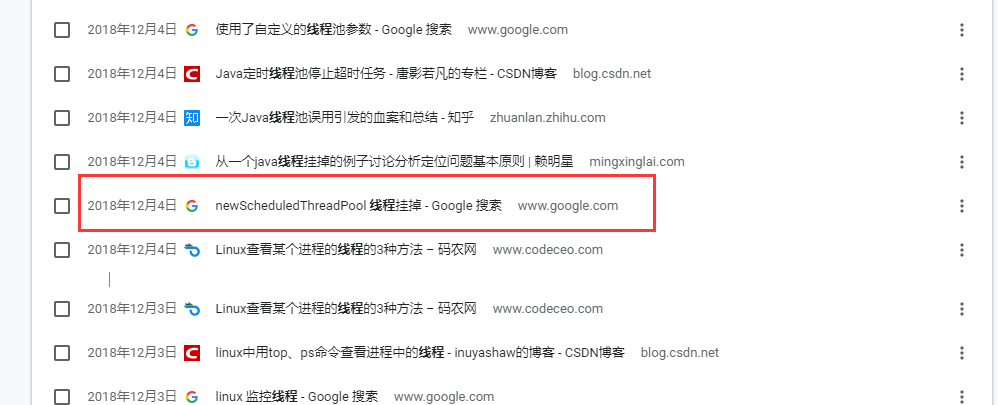 2018年12月4日 使用了自定义的线程池参数 - Google 搜索 www.google.com
2018年12月4日 Java定时线程池停止超时任务 - 唐影若凡的专栏 - CSDN博客 blog.csdn.net
2018年12月4日 知 一次Java线程池误用引发的血案和总结 - 知乎 zhuanlan.zhihu.com
2018年12月4日 从一个java线程挂掉的例子讨论分析定位问题基本原则 | 赖明星 mingxinglai.com
2018年12月4日 newScheduledThreadPool 线程挂掉 - Google 搜索 www.google.com
2018年12月4日 Linux查看某个进程的线程的3种方法 – 码农网 www.codeceo.com
2018年12月3日 Linux查看某个进程的线程的3种方法 – 码农网 www.codeceo.com
2018年12月3日 linux中用top、ps命令查看进程中的线程 - inuyashaw的博客 - CSDN博客 blog.csdn.net
2018年12月3日 linux 监控线程 - Google 搜索 www.google.com